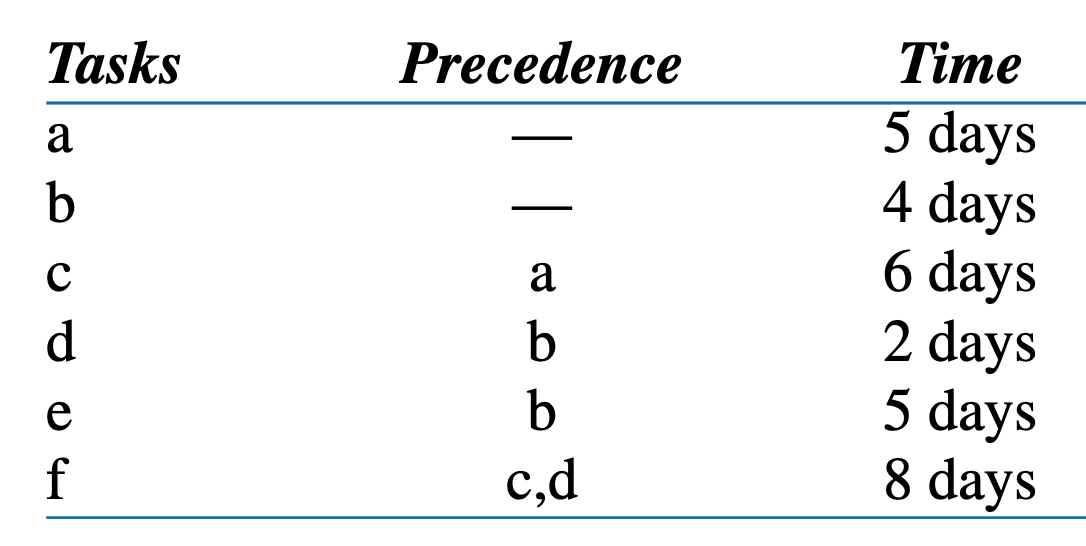 Tasks Precedence Time
a — 5 days
b — 4 days
c a 6 days
d b 2 days
e b 5 days
f c,d 8 days